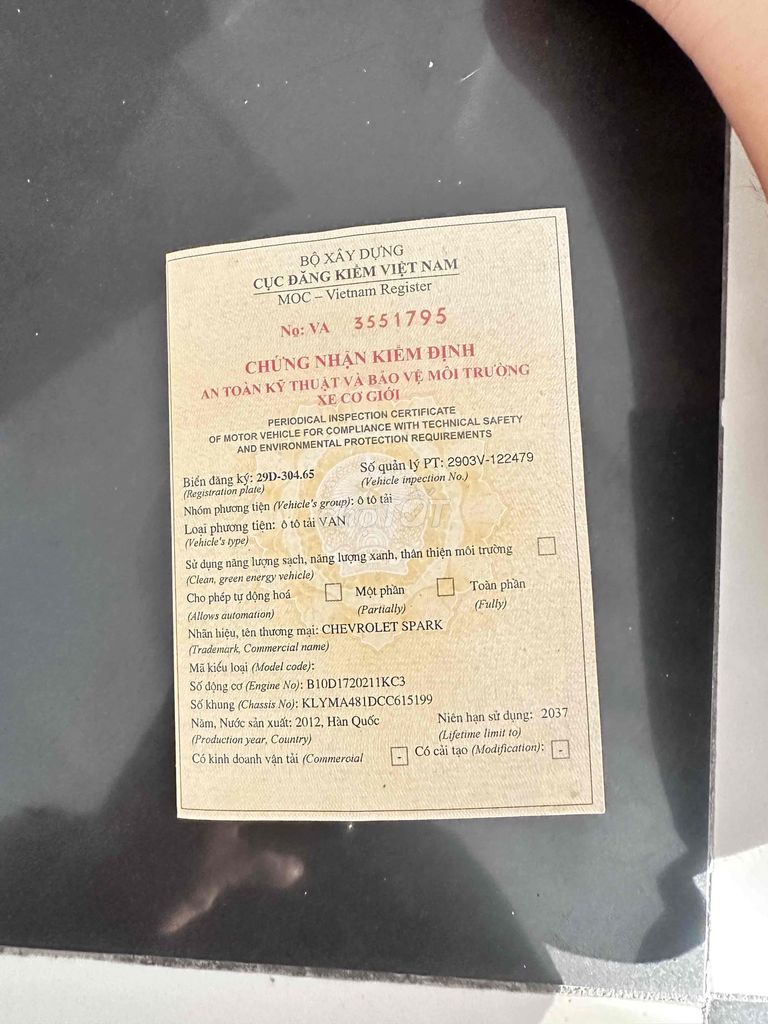 BỘ XÂY DỰNG
CỤC ĐĂNG KIỂM VIỆT NAM
MOC – Vietnam Register
No: VA 3551795
CHỨNG NHẬN KIỂM ĐỊNH
AN TOÀN KỸ THUẬT VÀ BẢO VỆ MÔI TRƯỜNG
XE CƠ GIỚI
PERIODICAL INSPECTION CERTIFICATE
OF MOTOR VEHICLE FOR COMPLIANCE WITH TECHNICAL SAFETY
AND ENVIRONMENTAL PROTECTION REQUIREMENTS
Biển đăng ký: 29D-304.65 Số quản lý PT: 2903V-122479
(Registration plate) (Vehicle inpection No.)
Nhóm phương tiện (Vehicle's group): ô tô tải
Loại phương tiện: ô tô tải VAN
(Vehicle's type)
Sử dụng năng lượng sạch, năng lượng xanh, thân thiện môi trường
(Clean, green energy vehicle)
Cho phép tự động hoá Một phần Toàn phần
(Allows automation) (Partially) (Fully)
Nhãn hiệu, tên thương mại: CHEVROLET SPARK
(Trademark, Commercial name)
Mã kiểu loại (Model code):
Số động cơ (Engine No): B10D1720211KC3
Số khung (Chassis No): KLYMA481DCC615199
Năm, Nước sản xuất: 2012, Hàn Quốc Niên hạn sử dụng: 2037
(Production year, Country) (Lifetime limit to)
Có kinh doanh vận tải (Commercial - Có cải tạo (Modification): -